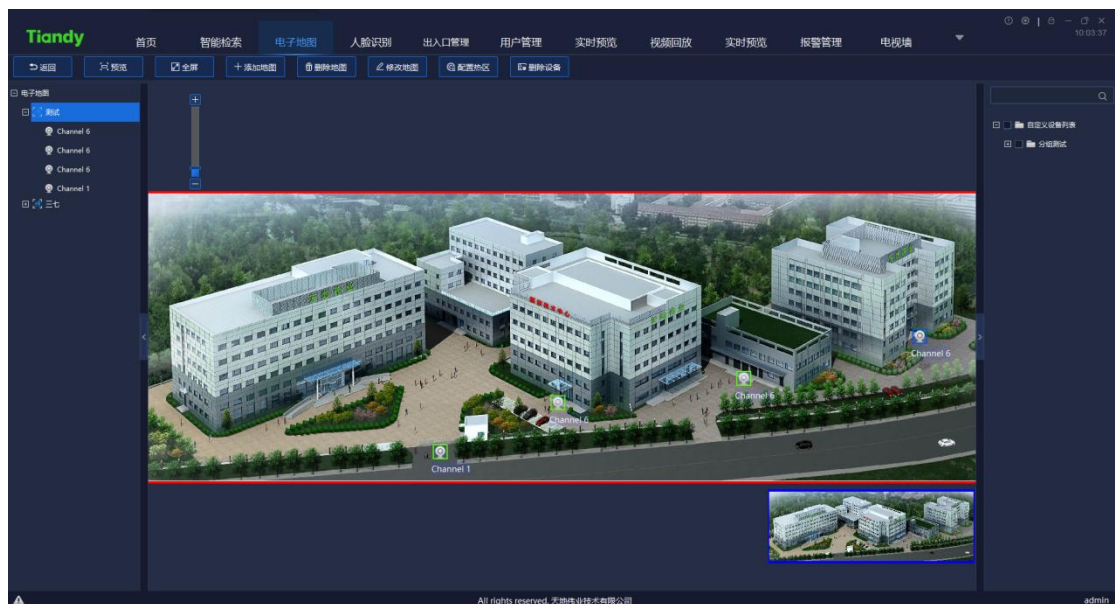 Tiandy
首页 智能检索 电子地图 人脸识别 出入口管理 用户管理 实时预览 视频回放 实时预览 报警管理 电视墙
10:03:37
返回 预览 全屏 添加地图 删除地图 修改地图 配置热区 删除设备
电子地图
测试
Channel 6
Channel 6
Channel 6
Channel 1
三七
自定义设备列表
分组测试
Channel 6
Channel 6
Channel 6
Channel 1
All rights reserved. 天地伟业技术有限公司
admin